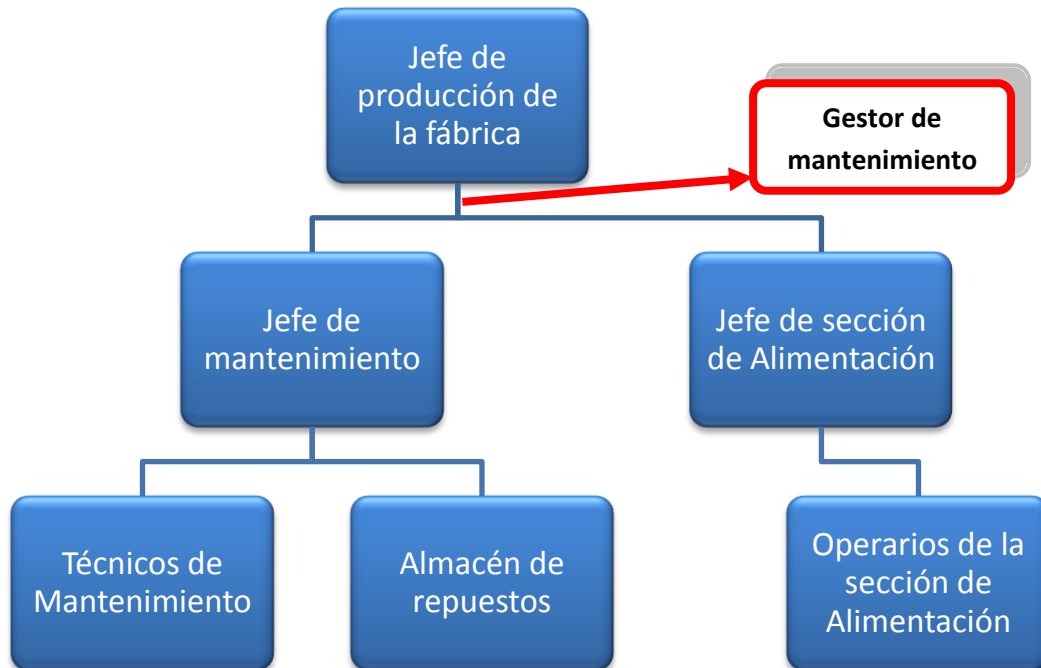 Jefe de
producción de
la fábrica
Gestor de
mantenimiento
Jefe de
mantenimiento
Jefe de sección
de Alimentación
Técnicos de
Mantenimiento
Almacén de
repuestos
Operarios de la
sección de
Alimentación